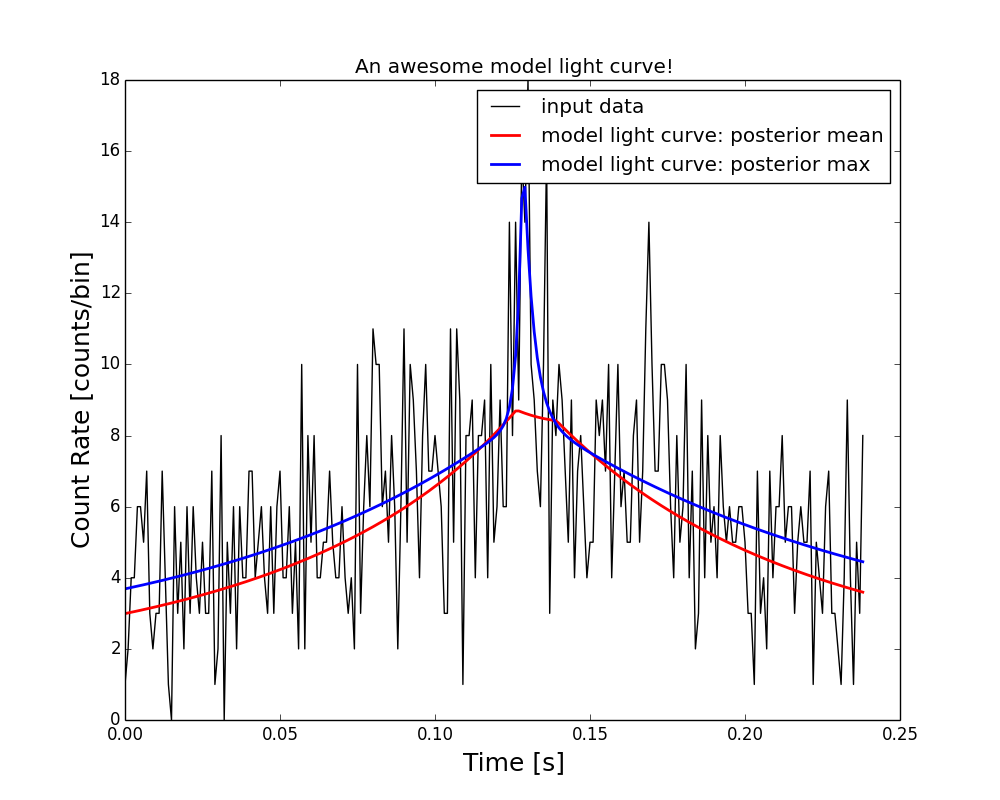 An awesome model light curve!
input data
model light curve: posterior mean
model light curve: posterior max
Count Rate [counts/bin]
18
16
14
12
10
8
6
4
2
0
0.00 0.05 0.10 0.15 0.20 0.25
Time [s]